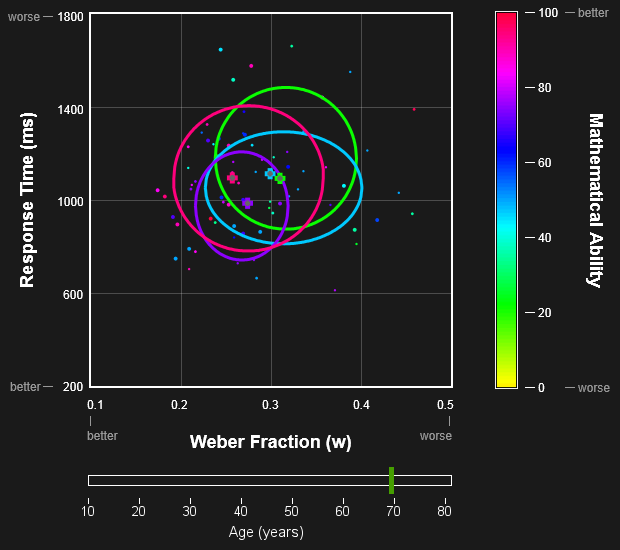 worse
1800
1400
1000
600
better
200
Response Time (ms)
0.1
0.2
0.3
0.4
0.5
better
worse
Weber Fraction (w)
10
20
30
40
50
60
70
80
Age (years)
100
better
80
60
40
20
0
worse
Mathematical Ability